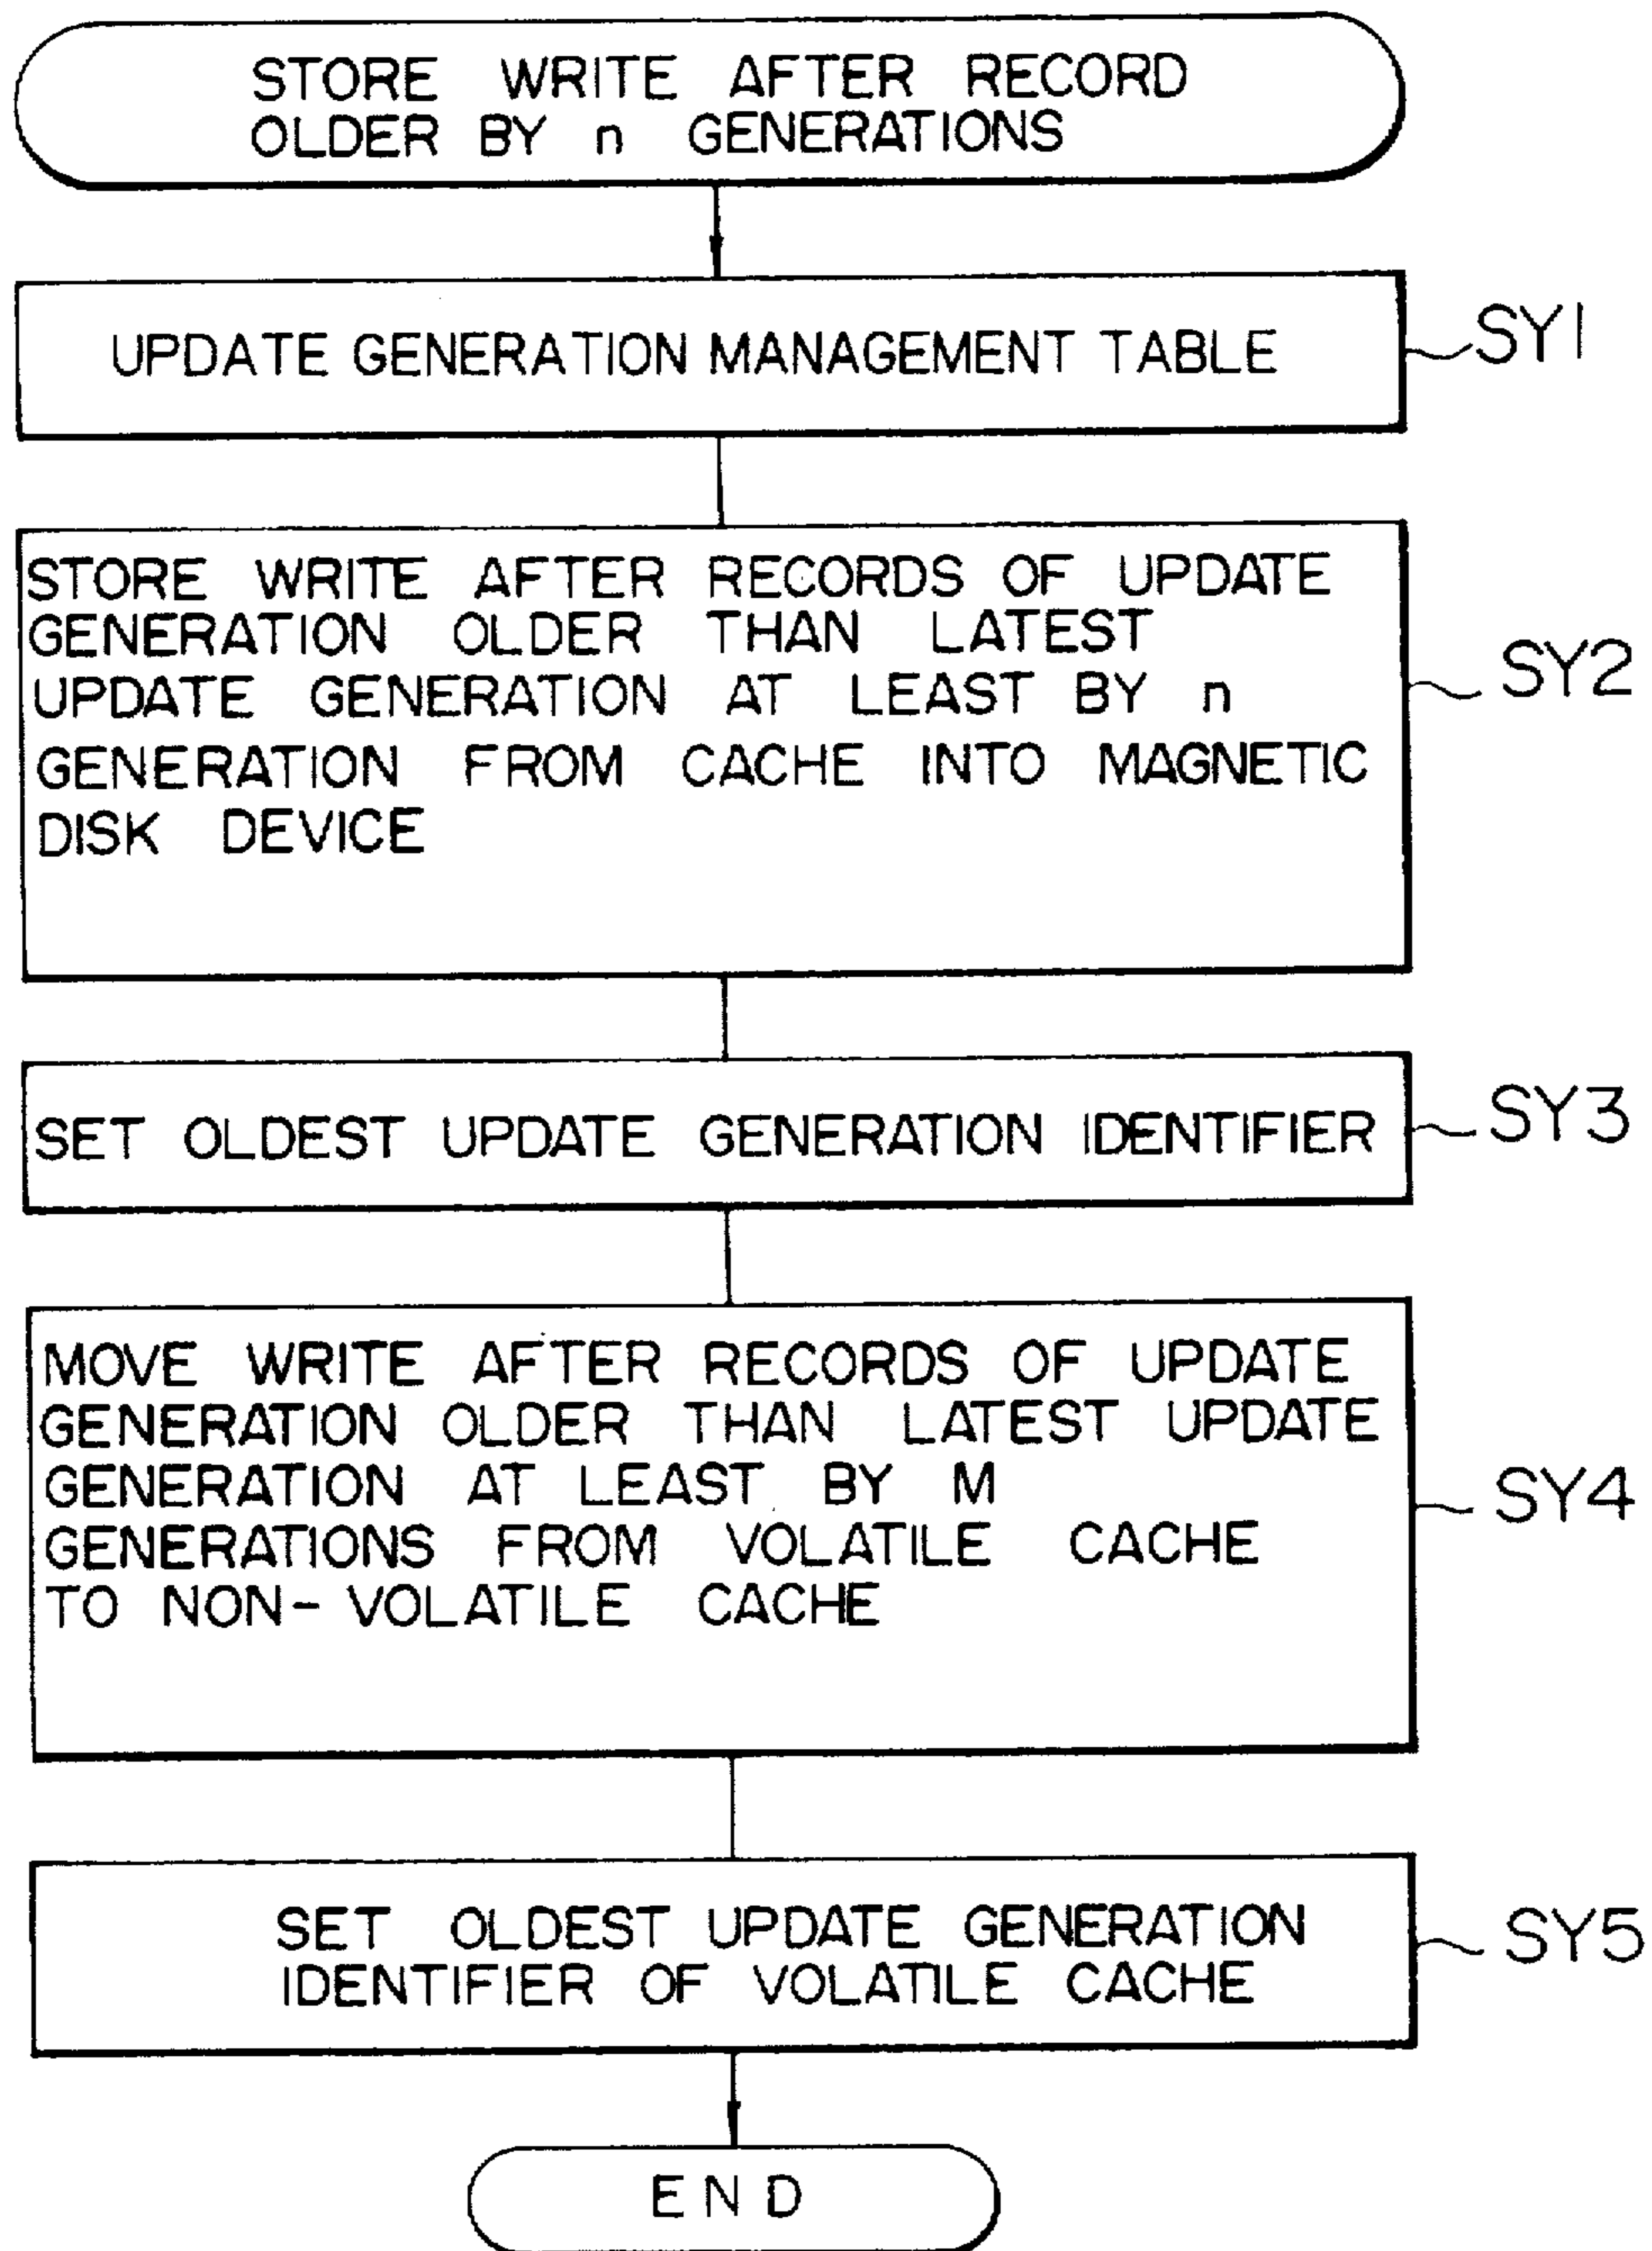 STORE WRITE AFTER RECORD
OLDER BY n GENERATIONS
UPDATE GENERATION MANAGEMENT TABLE
SY1
STORE WRITE AFTER RECORDS OF UPDATE
GENERATION OLDER THAN LATEST
UPDATE GENERATION AT LEAST BY n
GENERATION FROM CACHE INTO MAGNETIC
DISK DEVICE
SY2
SET OLDEST UPDATE GENERATION IDENTIFIER
SY3
MOVE WRITE AFTER RECORDS OF UPDATE
GENERATION OLDER THAN LATEST UPDATE
GENERATION AT LEAST BY M
GENERATIONS FROM VOLATILE CACHE
TO NON-VOLATILE CACHE
SY4
SET OLDEST UPDATE GENERATION
IDENTIFIER OF VOLATILE CACHE
SY5
END